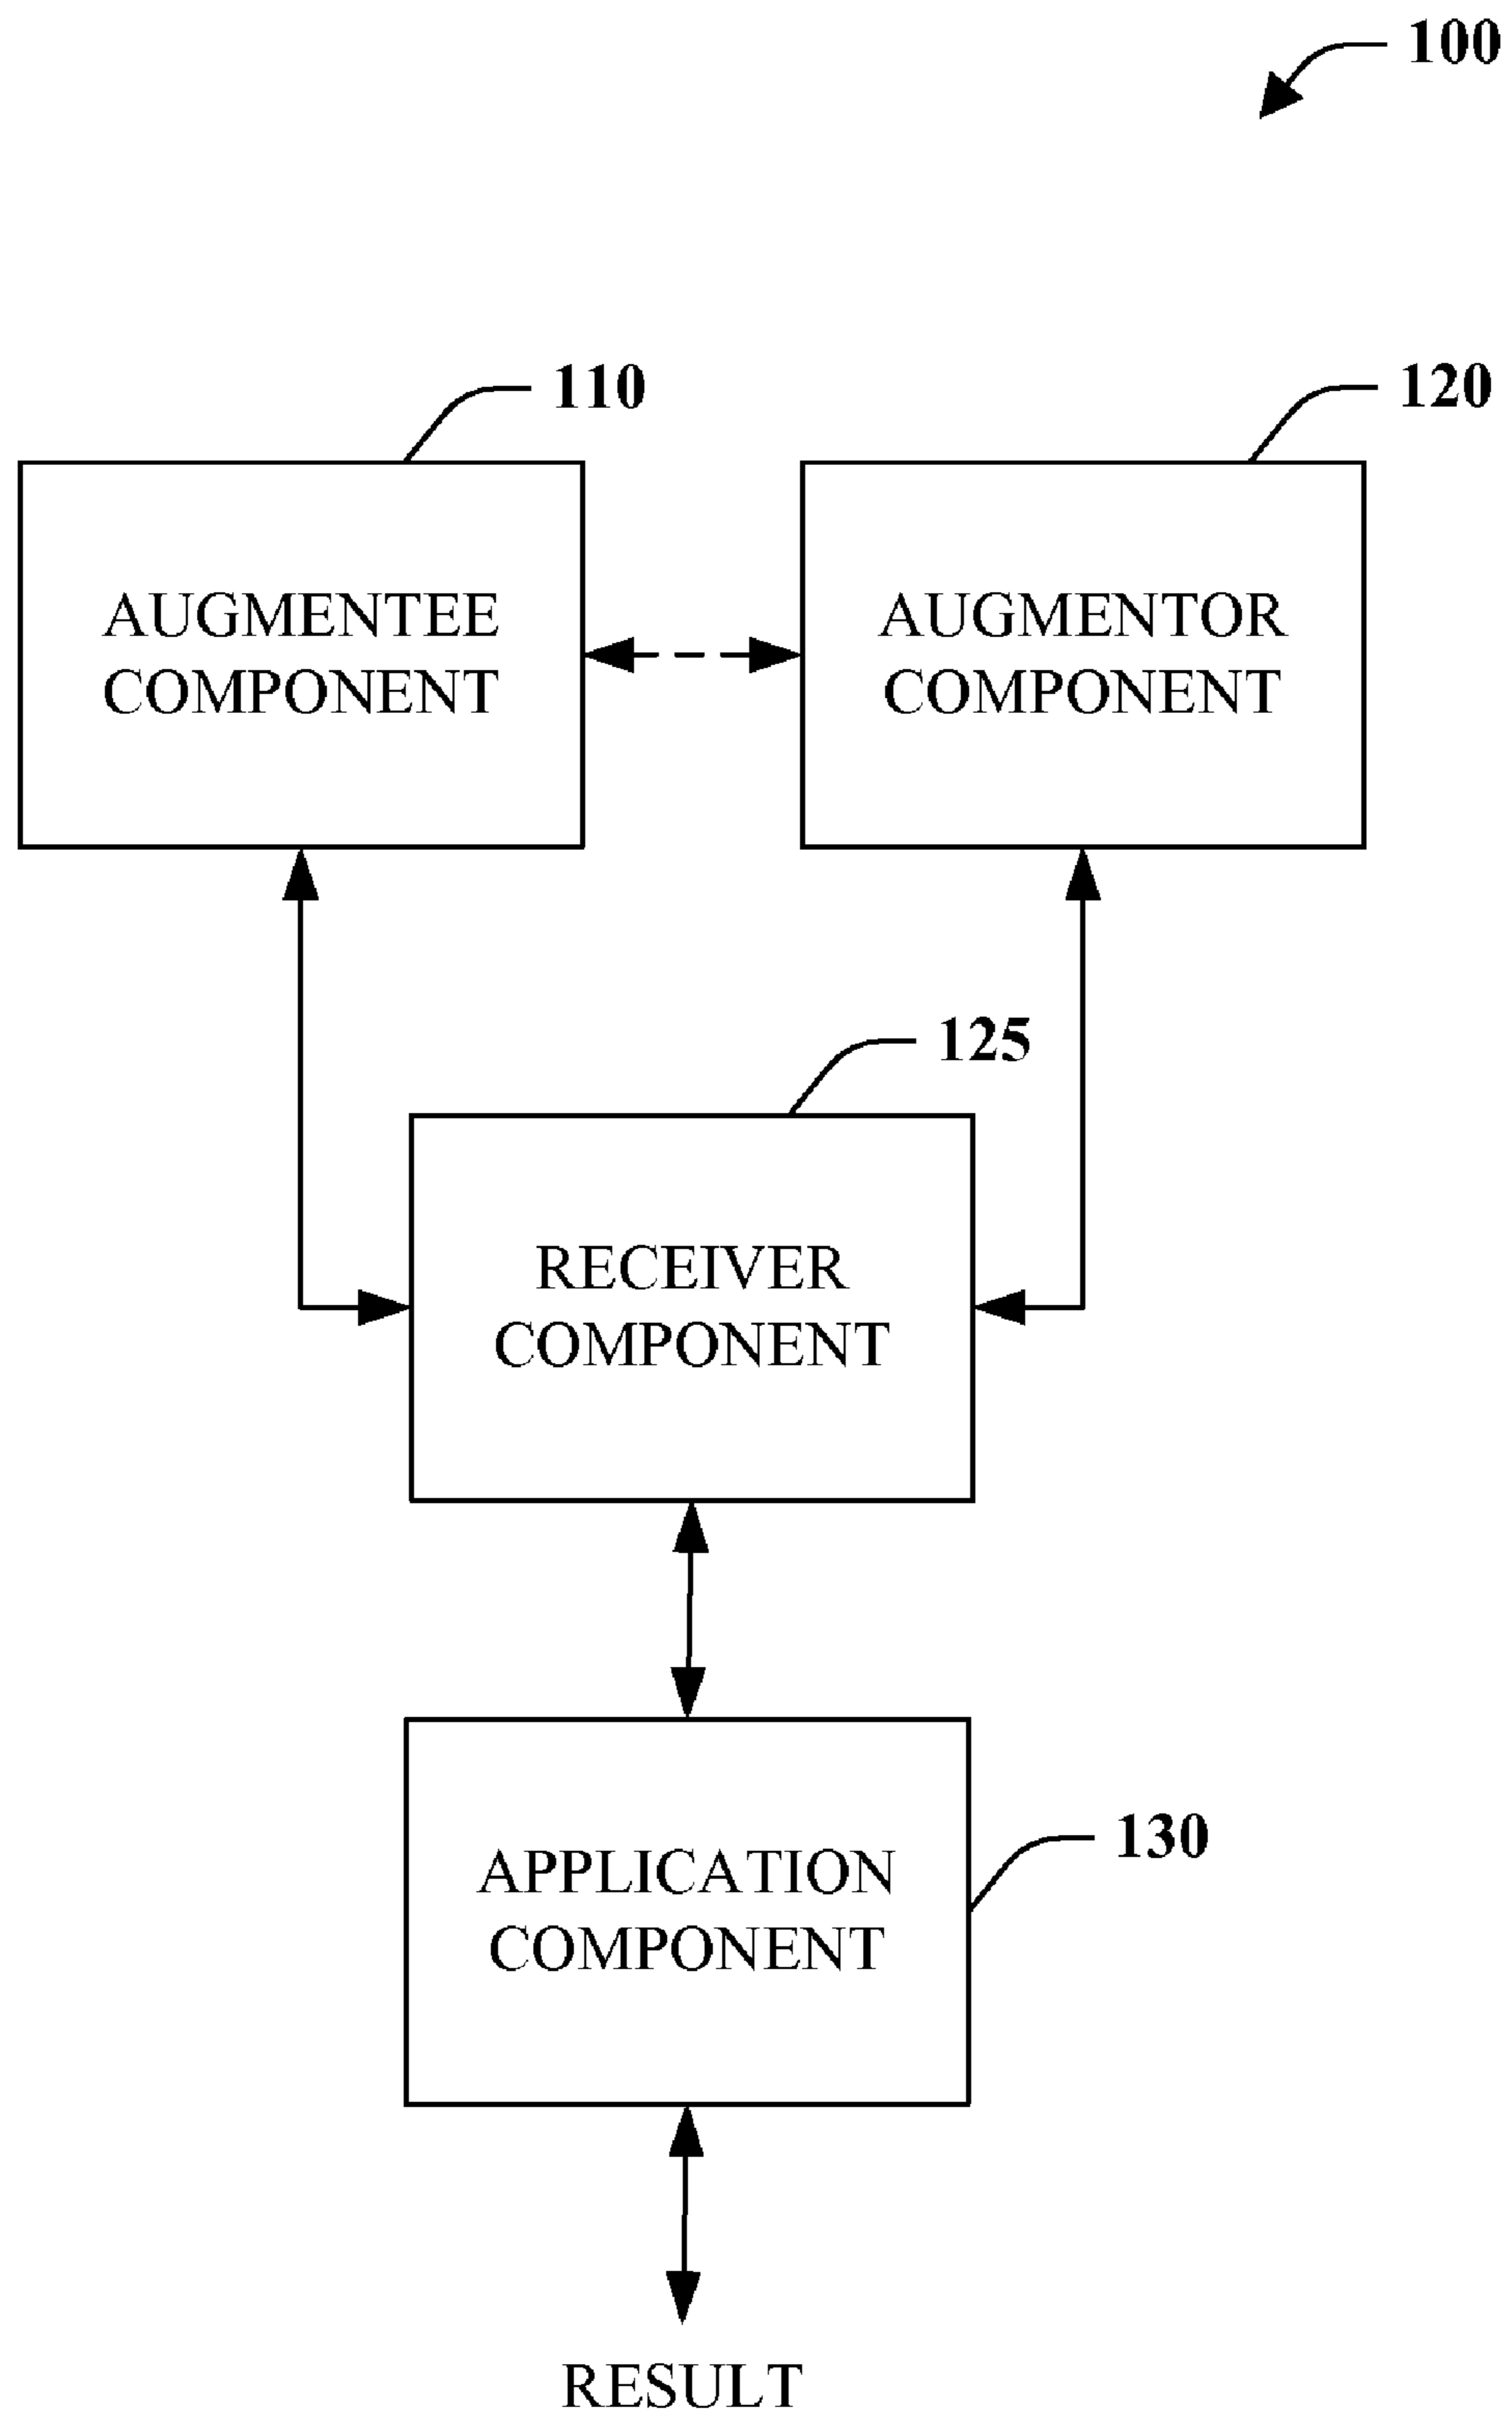 100
110
120
AUGMENTEE
COMPONENT
AUGMENTOR
COMPONENT
125
RECEIVER
COMPONENT
130
APPLICATION
COMPONENT
RESULT